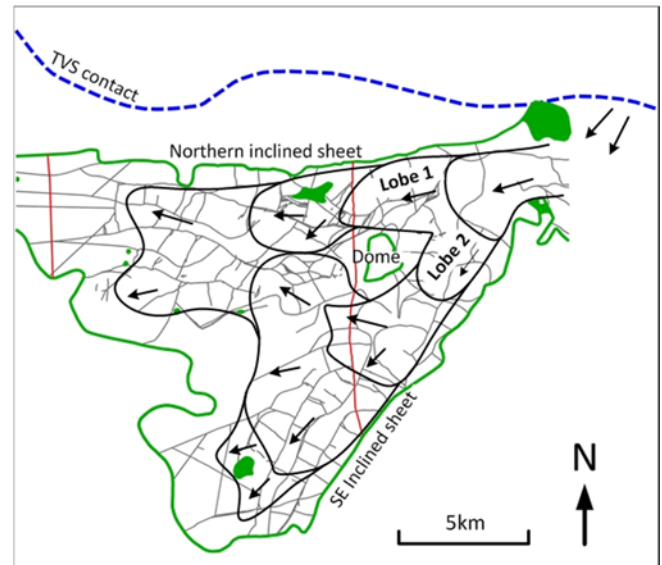 TVS contact
Northern inclined sheet
Lobe 1
Lobe 2
Dome
SE Inclined sheet
N
5km